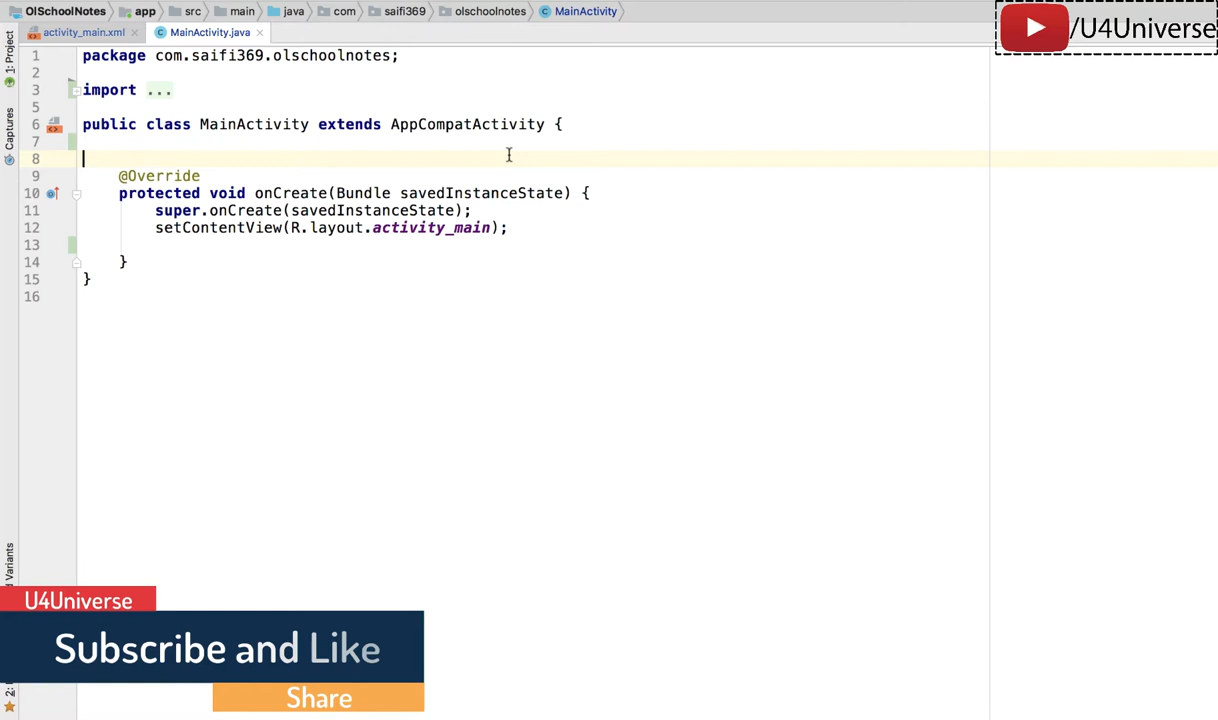 OlSchoolNotes app src main java com saifi369 olschoolnotes MainActivity
activity_main.xml MainActivity.java
/U4Universe
1: Project
Captures
1 package com.saifi369.olschoolnotes;
2
3 import ...
5
6 public class MainActivity extends AppCompatActivity {
7
8
9 @Override
10 protected void onCreate(Bundle savedInstanceState) {
11 super.onCreate(savedInstanceState);
12 setContentView(R.layout.activity_main);
13
14 }
15 }
16
Variants
2:
U4Universe
Subscribe and Like
Share